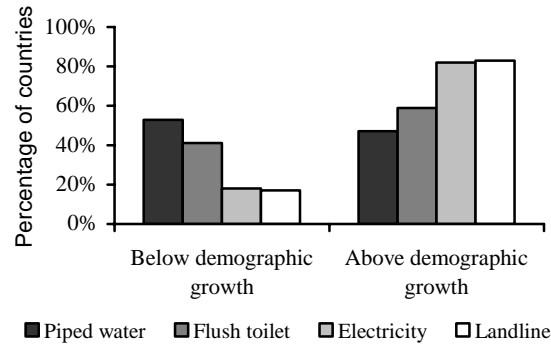 Percentage of countries
100%
80%
60%
40%
20%
0%
Below demographic
growth
Above demographic
growth
Piped water Flush toilet Electricity Landline